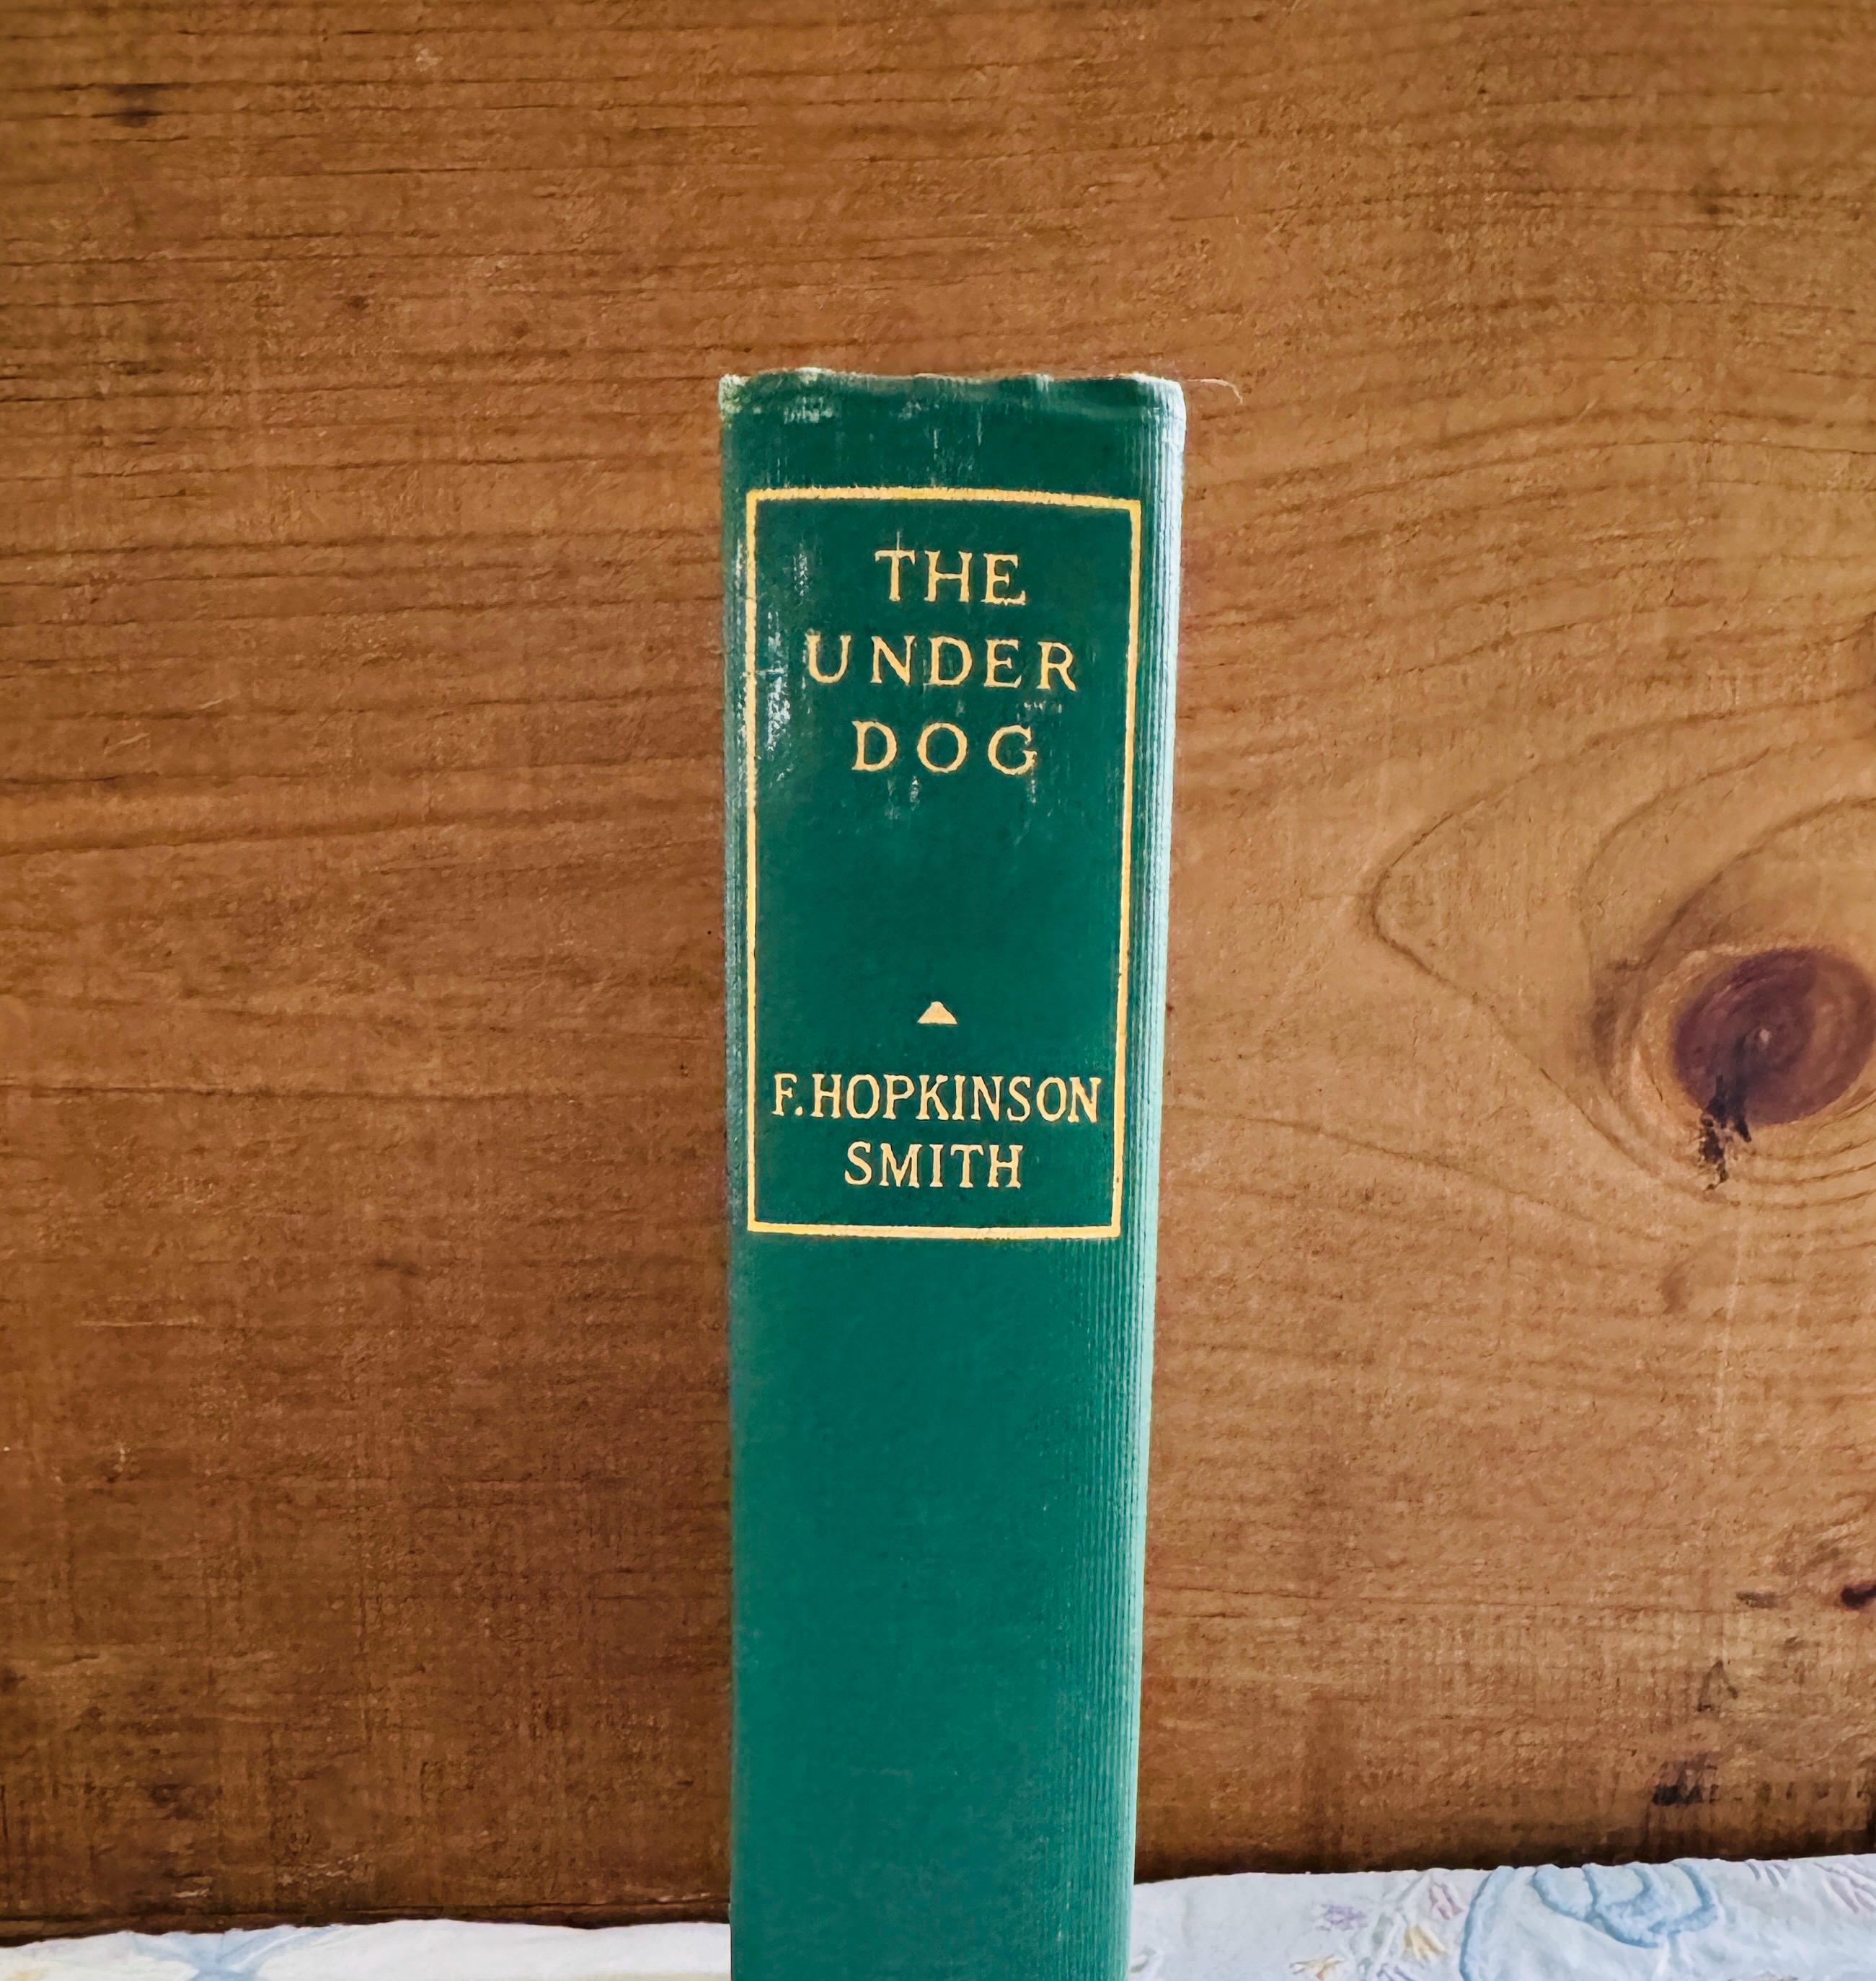 THE
UNDER
DOG
F. HOPKINSON
SMITH